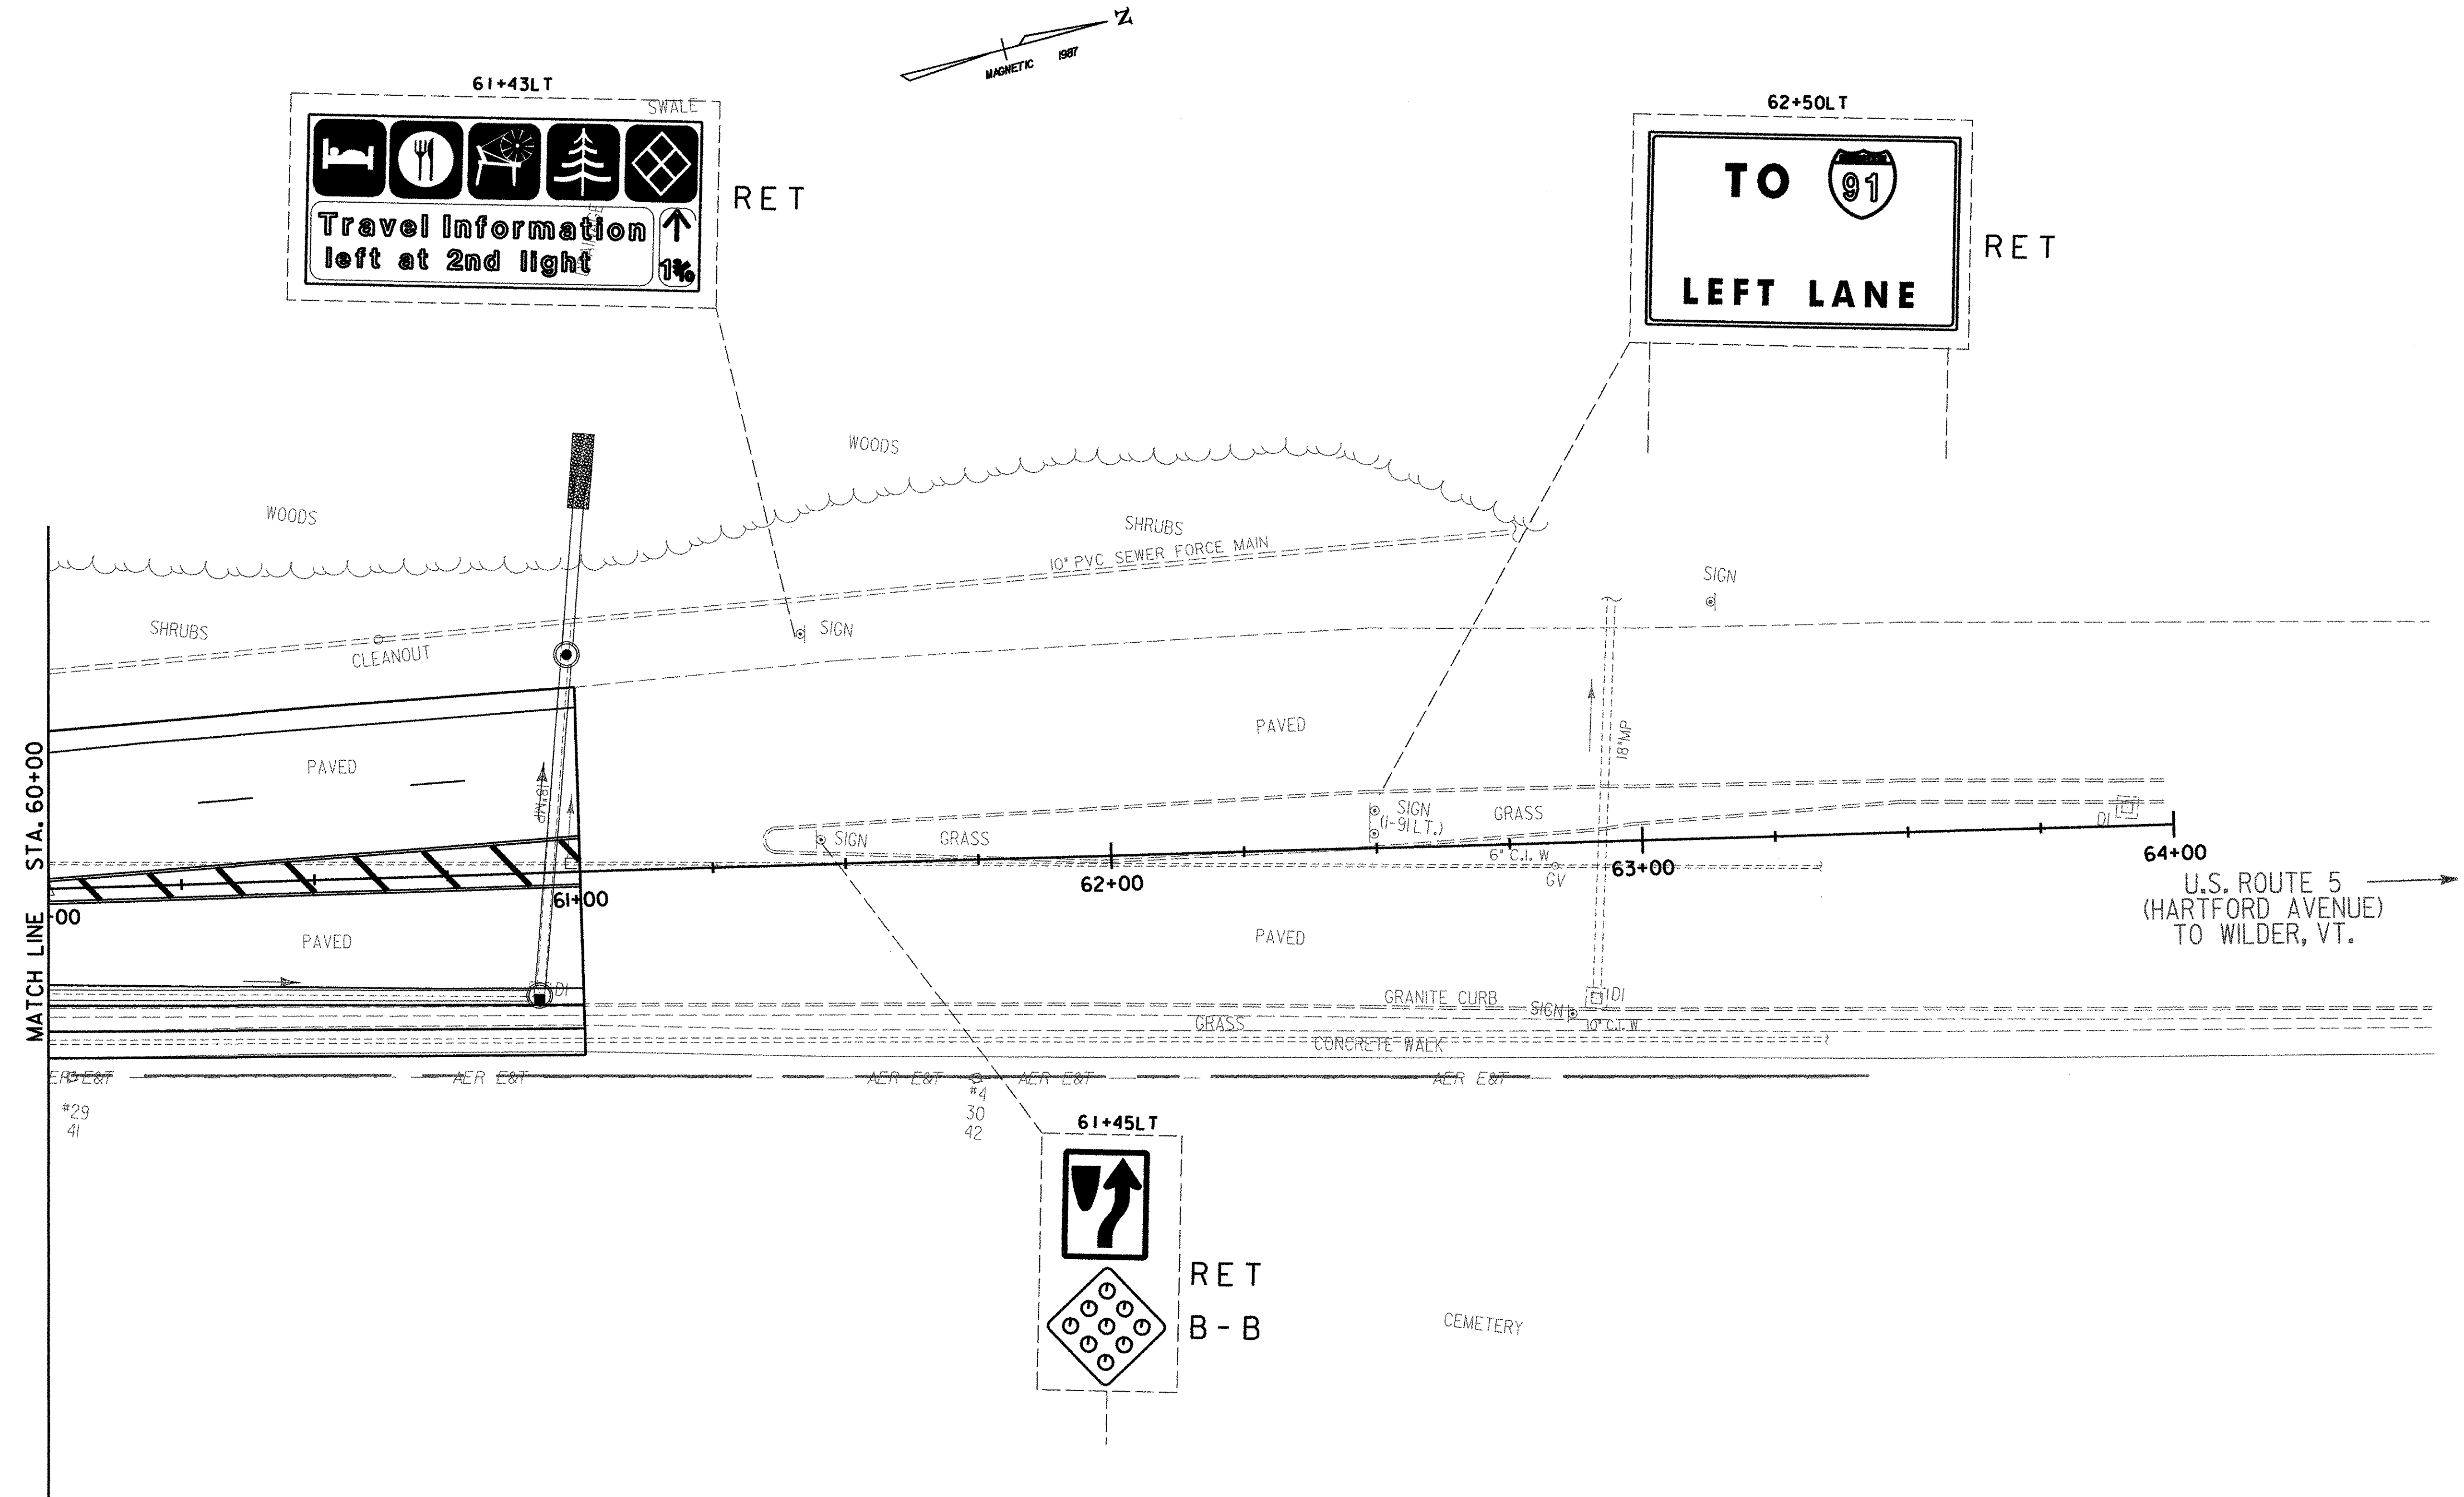 Z
MAGNETIC 1987
61+43LT
SWALE
Travel Information
left at 2nd light
RET
62+50LT
TO 91
LEFT LANE
RET
WOODS
WOODS
SHRUBS
10" PVC SEWER FORCE MAIN
SIGN
SHRUBS
CLEANOUT
SIGN
PAVED
18" MP
PAVED
SIGN
(I-91 LT.)
GRASS
DI
SIGN
GRASS
6" C.I. W
GV
61+00
62+00
63+00
64+00
MATCH LINE STA. 60+00
+00
U.S. ROUTE 5
(HARTFORD AVENUE)
TO WILDER, VT.
PAVED
PAVED
DI
GRANITE CURB
SIGN
DI
GRASS
10" C.I. W
CONCRETE WALK
AER E&T
AER E&T
AER E&T
AER E&T
#29
41
#4
30
42
61+45LT
RET
B-B
CEMETERY